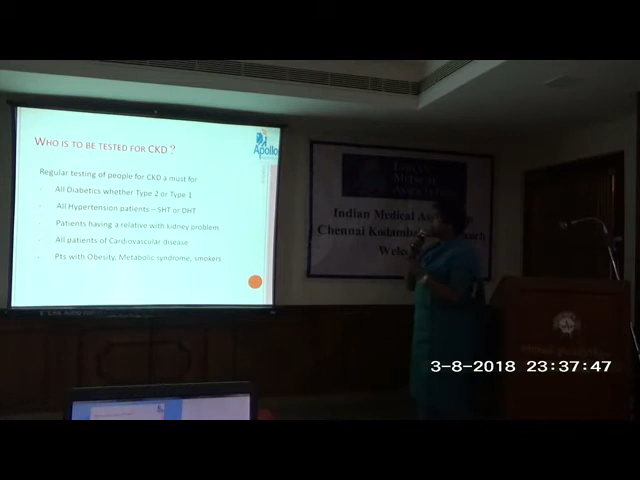 WHO IS TO BE TESTED FOR CKD ?
Apollo
Regular testing of people for CKD a must for
All Diabetics whether Type 2 or Type 1
All Hypertension patients – SHT or DHT
Patients having a relative with kidney problem
All patients of Cardiovascular disease
Pts with Obesity, Metabolic syndrome, smokers
Indian Medical
Chennai Kodamba
3-8-2018 23:37:47